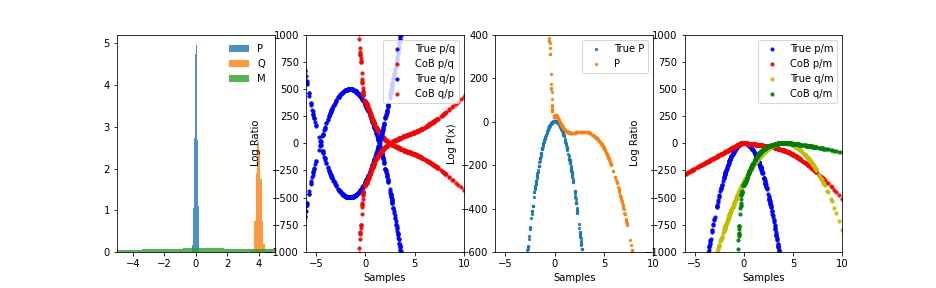 P
Q
M
5
4
3
2
1
0
−4 −2 0 2 4
Log Ratio
1000
750
500
250
0
−250
−500
−750
1000
−5 0 5 10
Samples
True p/q
CoB p/q
True q/p
CoB q/p
Log P(x)
400
200
0
−200
−400
−600
−5 0 5 10
Samples
True P
P
Log Ratio
1000
750
500
250
0
−250
−500
−750
1000
−5 0 5 10
Samples
True p/m
CoB p/m
True q/m
CoB q/m